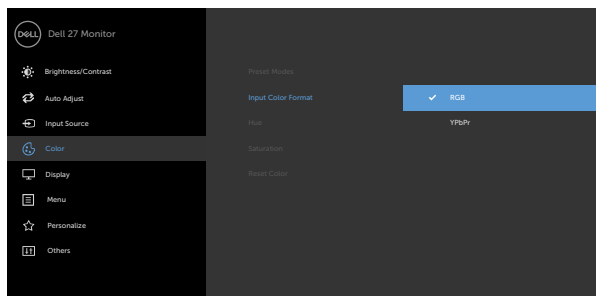 DELL
Dell 27 Monitor
Brightness/Contrast
Auto Adjust
Input Source
Color
Display
Menu
Personalize
Others
Preset Modes
Input Color Format
Hue
Saturation
Reset Color
RGB
YPbPr